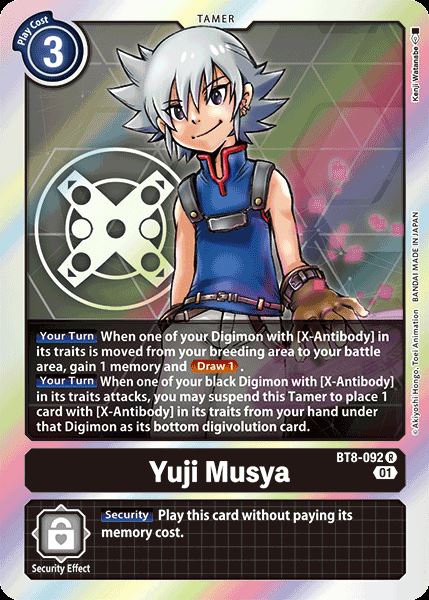 TAMER
Play Cost
3
Kenji Watanabe
Your Turn When one of your Digimon with [X-Antibody] in
its traits is moved from your breeding area to your battle
area, gain 1 memory and Draw 1 .
Your Turn When one of your black Digimon with [X-Antibody]
in its traits attacks, you may suspend this Tamer to place 1
card with [X-Antibody] in its traits from your hand under
that Digimon as its bottom digivolution card.
© Akiyoshi Hongo, Toei Animation BANDAI MADE IN JAPAN
BT8-092 R
01
Yuji Musya
Security Play this card without paying its
memory cost.
Security Effect